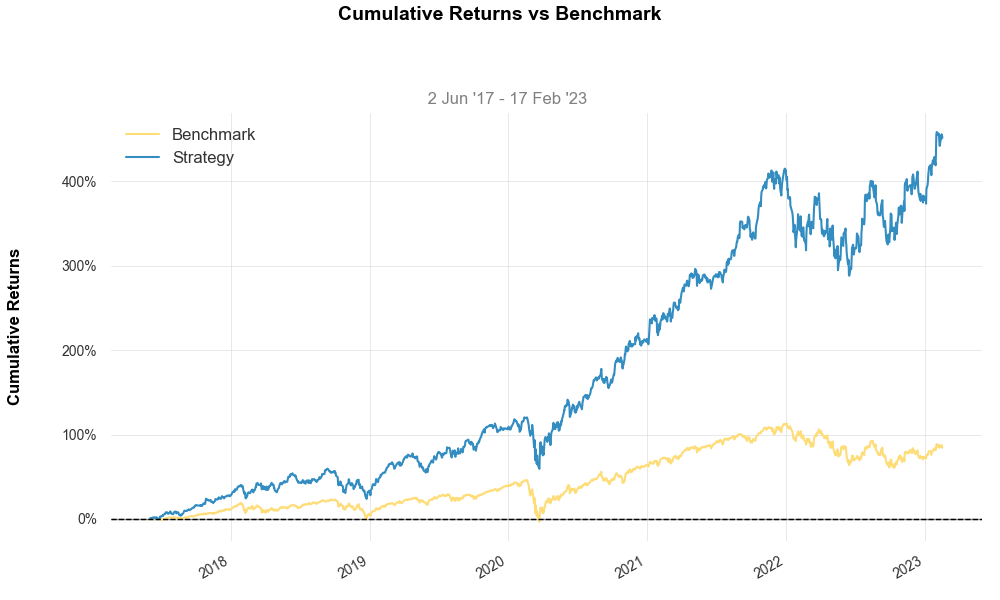 Cumulative Returns vs Benchmark
2 Jun '17 - 17 Feb '23
Benchmark
Strategy
Cumulative Returns
400%
300%
200%
100%
0%
2018
2019
2020
2021
2022
2023